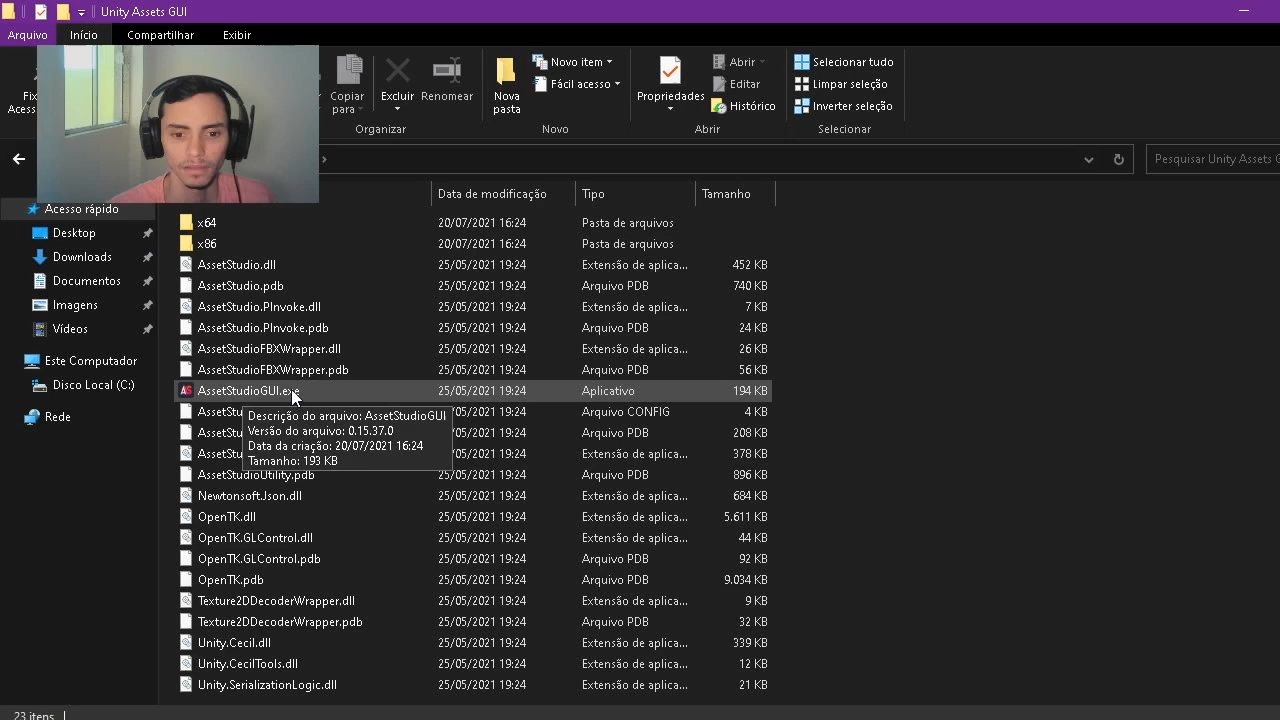 Unity Assets GUI
Arquivo Início Compartilhar Exibir
Novo item Abrir Selecionar tudo
Fácil acesso Editar Limpar seleção
Fix
Copiar Excluir Renomear Nova Propriedades Histórico Inverter seleção
Acess para pasta
Organizar Novo Abrir Selecionar
Pesquisar Unity Assets G
Data de modificação Tipo Tamanho
Acesso rápido
Desktop
Downloads
Documentos
Imagens
Vídeos
Este Computador
Disco Local (C:)
Rede
x64 20/07/2021 16:24 Pasta de arquivos
x86 20/07/2021 16:24 Pasta de arquivos
AssetStudio.dll 25/05/2021 19:24 Extensão de aplica... 452 KB
AssetStudio.pdb 25/05/2021 19:24 Arquivo PDB 740 KB
AssetStudio.PInvoke.dll 25/05/2021 19:24 Extensão de aplica... 7 KB
AssetStudio.PInvoke.pdb 25/05/2021 19:24 Arquivo PDB 24 KB
AssetStudioFBXWrapper.dll 25/05/2021 19:24 Extensão de aplica... 26 KB
AssetStudioFBXWrapper.pdb 25/05/2021 19:24 Arquivo PDB 56 KB
AssetStudioGUI.exe 25/05/2021 19:24 Aplicativo 194 KB
AssetStu 25/05/2021 19:24 Arquivo CONFIG 4 KB
AssetStu 05/2021 19:24 Arquivo PDB 208 KB
AssetStu 05/2021 19:24 Extensão de aplica... 378 KB
Descrição do arquivo: AssetStudioGUI
Versão do arquivo: 0.15.37.0
Data da criação: 20/07/2021 16:24
Tamanho: 193 KB
AssetStudioUtility.pdb 25/05/2021 19:24 Arquivo PDB 896 KB
Newtonsoft.Json.dll 25/05/2021 19:24 Extensão de aplica... 684 KB
OpenTK.dll 25/05/2021 19:24 Extensão de aplica... 5.611 KB
OpenTK.GLControl.dll 25/05/2021 19:24 Extensão de aplica... 44 KB
OpenTK.GLControl.pdb 25/05/2021 19:24 Arquivo PDB 92 KB
OpenTK.pdb 25/05/2021 19:24 Arquivo PDB 9.034 KB
Texture2DDecoderWrapper.dll 25/05/2021 19:24 Extensão de aplica... 9 KB
Texture2DDecoderWrapper.pdb 25/05/2021 19:24 Arquivo PDB 32 KB
Unity.Cecil.dll 25/05/2021 19:24 Extensão de aplica... 339 KB
Unity.CecilTools.dll 25/05/2021 19:24 Extensão de aplica... 12 KB
Unity.SerializationLogic.dll 25/05/2021 19:24 Extensão de aplica... 21 KB
23 itens